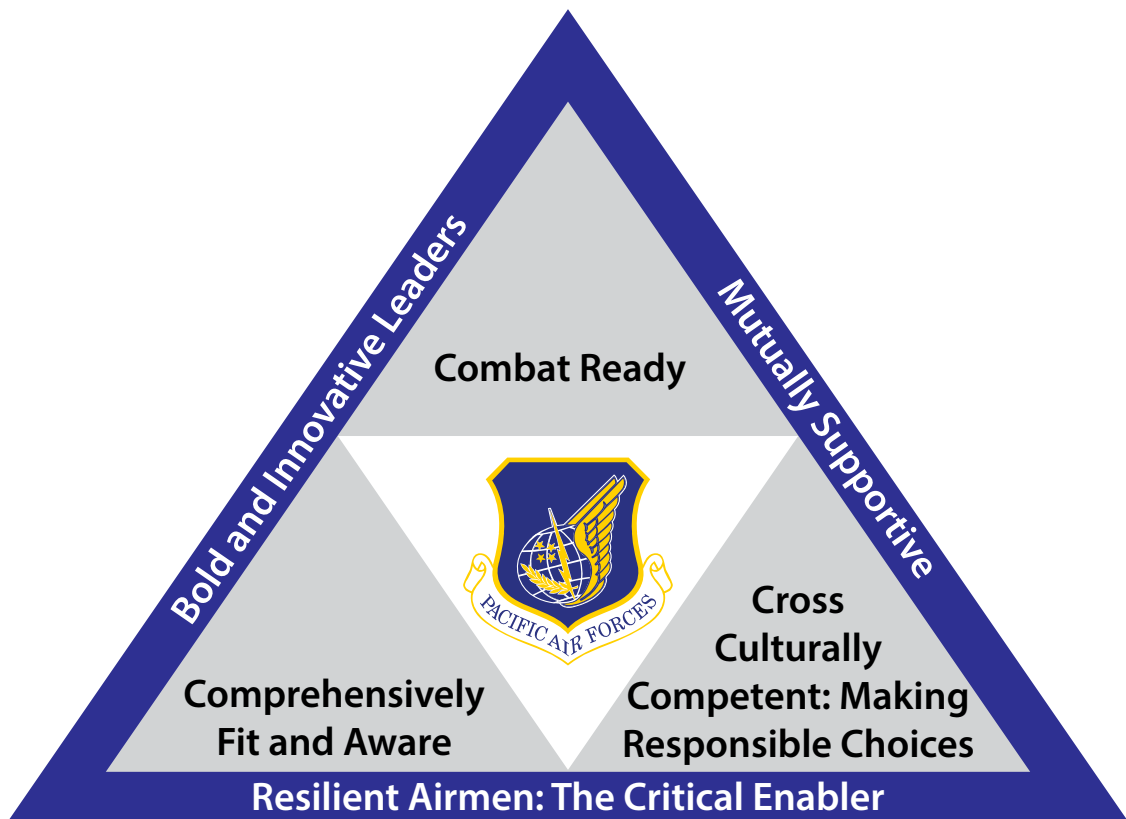 Bold and Innovative Leaders
Mutually Supportive
Combat Ready
PACIFIC AIR FORCES
Comprehensively
Fit and Aware
Cross
Culturally
Competent: Making
Responsible Choices
Resilient Airmen: The Critical Enabler